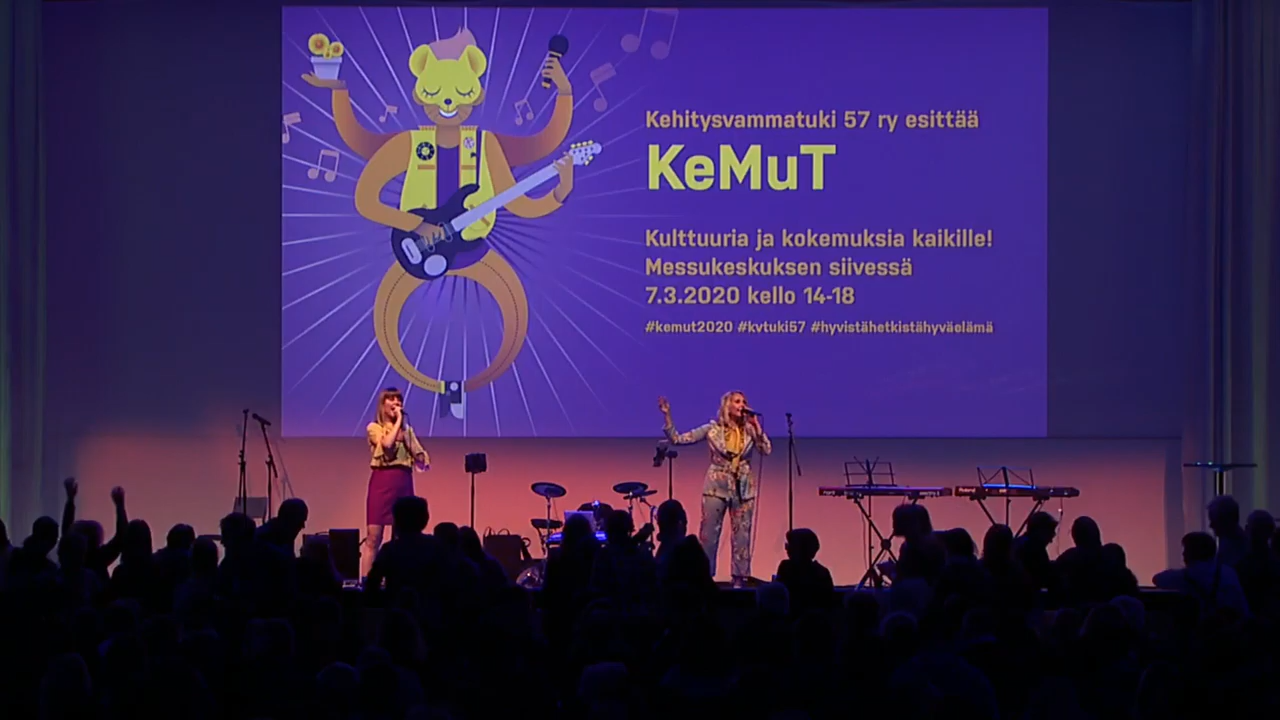 Kehitysvammatuki 57 ry esittää
KeMuT
Kulttuuria ja kokemuksia kaikille!
Messukeskuksen siivessä
7.3.2020 kello 14-18
#kemut2020 #kvtuki57 #hyvistähetkistähyväelämä